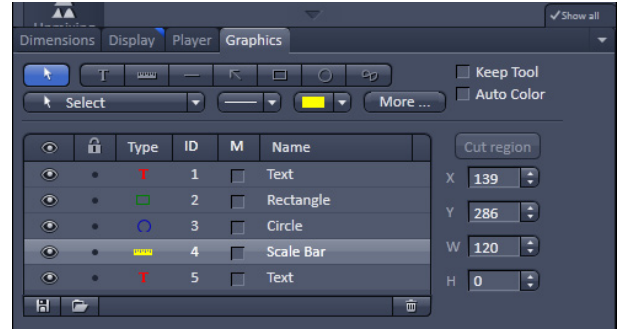 Show all
Dimensions Display Player Graphics
T Keep Tool
Select More ... Auto Color
Type ID M Name Cut region
T 1 Text X 139
2 Rectangle Y 286
3 Circle
4 Scale Bar W 120
T 5 Text H 0